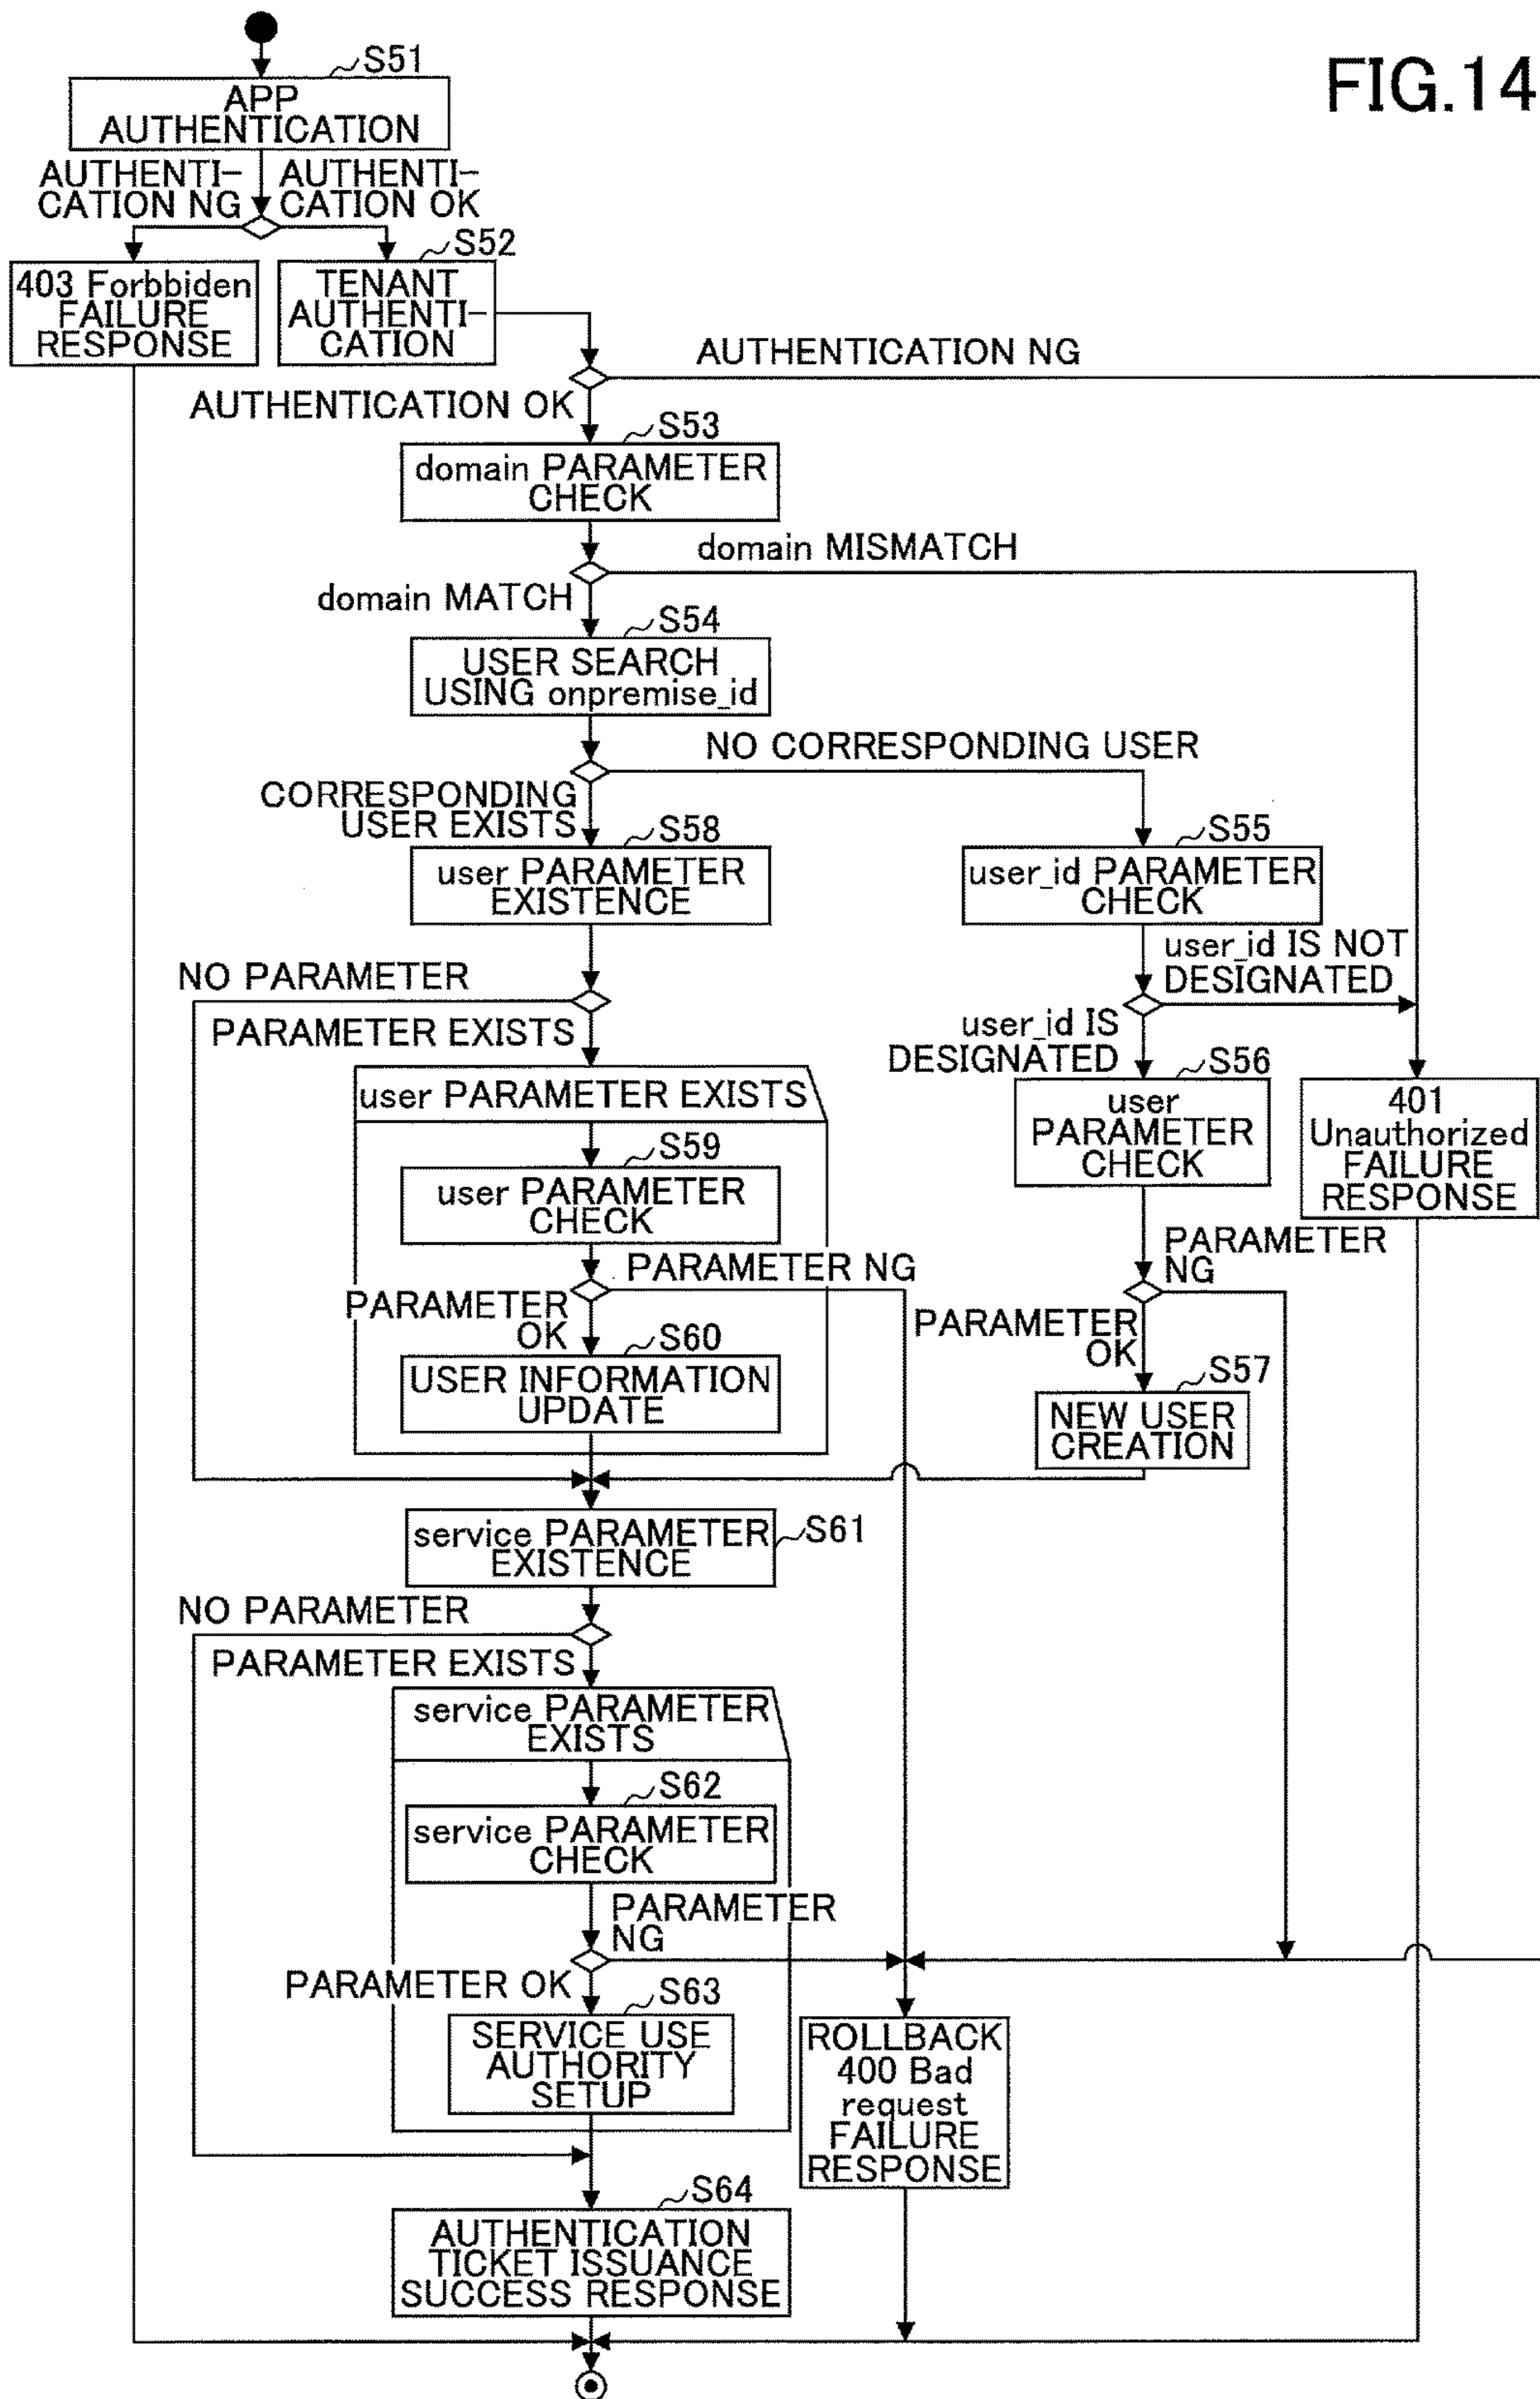 FIG.14
S51
APP
AUTHENTICATION
AUTHENTI-
CATION NG
AUTHENTI-
CATION OK
S52
403 Forbbiden
FAILURE
RESPONSE
TENANT
AUTHENTI-
CATION
AUTHENTICATION NG
AUTHENTICATION OK
S53
domain PARAMETER
CHECK
domain MISMATCH
domain MATCH
S54
USER SEARCH
USING onpremise_id
NO CORRESPONDING USER
CORRESPONDING
USER EXISTS
S58
user PARAMETER
EXISTENCE
S55
user_id PARAMETER
CHECK
user_id IS NOT
DESIGNATED
NO PARAMETER
PARAMETER EXISTS
user_id IS
DESIGNATED
S56
user
PARAMETER
CHECK
401
Unauthorized
FAILURE
RESPONSE
user PARAMETER EXISTS
S59
user PARAMETER
CHECK
PARAMETER NG
PARAMETER
OK
S60
USER INFORMATION
UPDATE
PARAMETER
NG
PARAMETER
OK
S57
NEW USER
CREATION
service PARAMETER
EXISTENCE
S61
NO PARAMETER
PARAMETER EXISTS
service PARAMETER
EXISTS
S62
service PARAMETER
CHECK
PARAMETER
NG
PARAMETER OK
S63
SERVICE USE
AUTHORITY
SETUP
ROLLBACK
400 Bad
request
FAILURE
RESPONSE
S64
AUTHENTICATION
TICKET ISSUANCE
SUCCESS RESPONSE